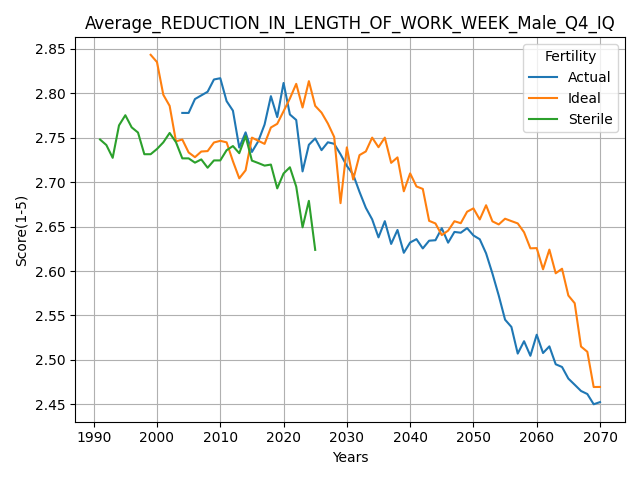 Average_REDUCTION_IN_LENGTH_OF_WORK_WEEK_Male_Q4_IQ
Fertility
Actual
Ideal
Sterile
Score(1-5)
2.85
2.80
2.75
2.70
2.65
2.60
2.55
2.50
2.45
1990 2000 2010 2020 2030 2040 2050 2060 2070
Years